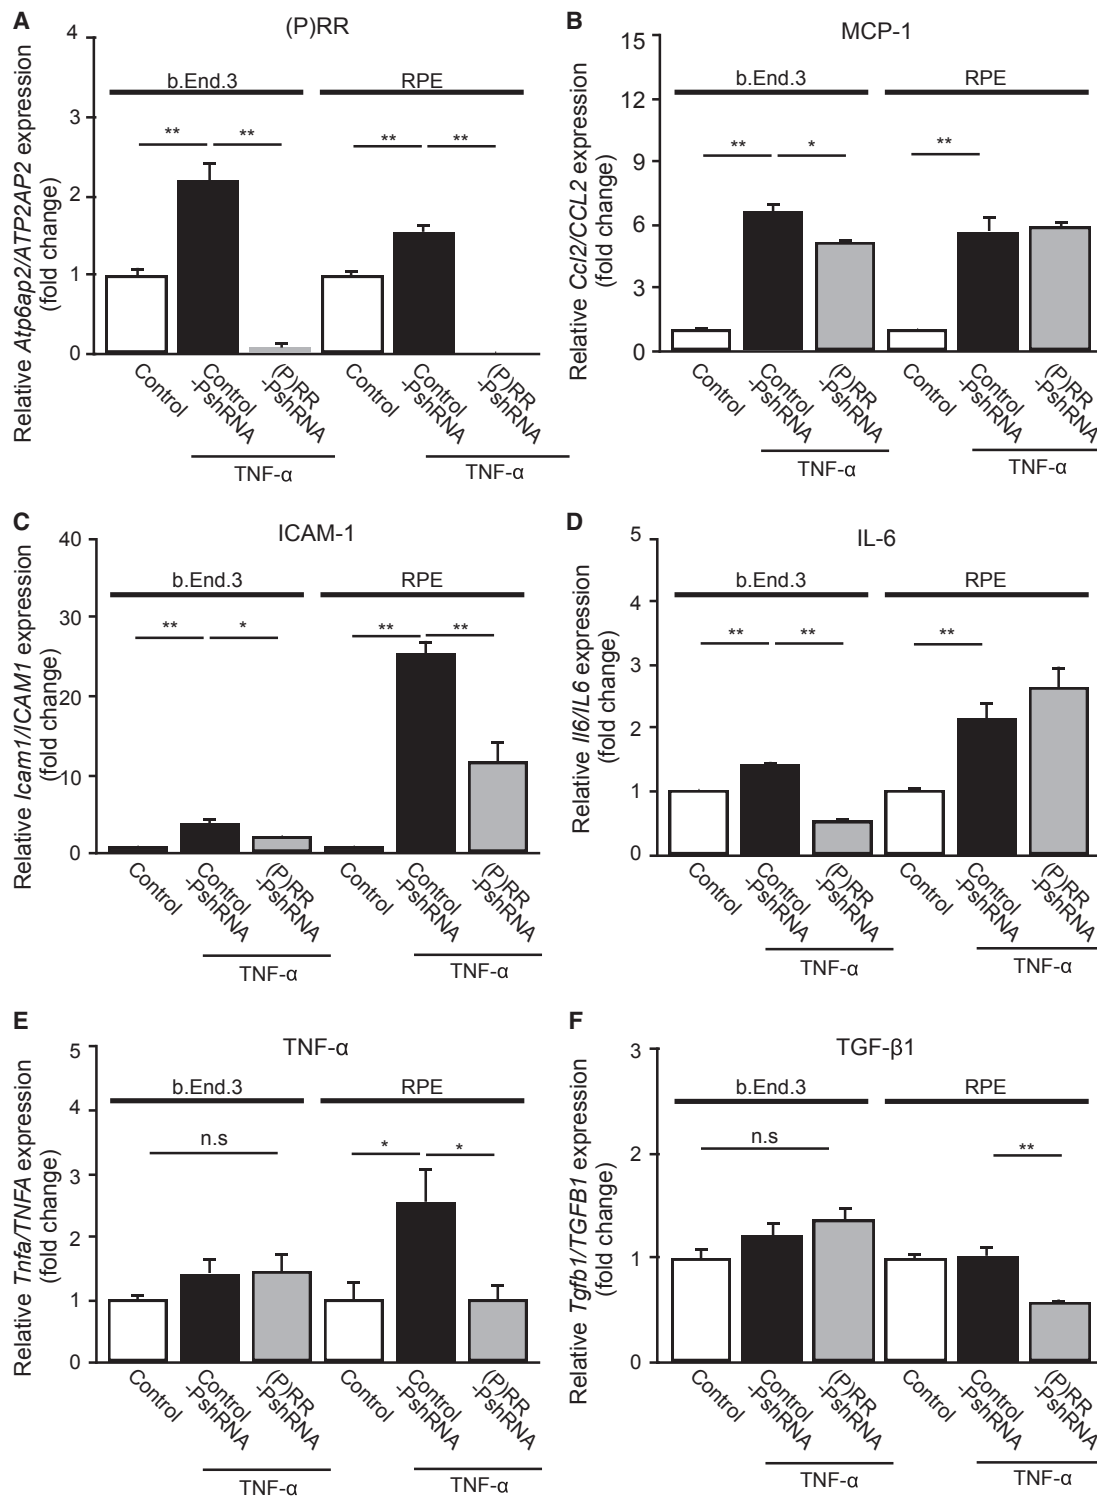 A
(P)RR
Relative Atp6ap2/ATP2AP2 expression
(fold change)
4
3
2
1
0
b.End.3
RPE
**
**
**
**
Control
Control
-PshRNA
(P)RR
-PshRNA
Control
Control
-PshRNA
(P)RR
-PshRNA
TNF-α
TNF-α
B
MCP-1
Relative Ccl2/CCL2 expression
(fold change)
15
12
9
6
3
0
b.End.3
RPE
**
*
**
Control
Control
-PshRNA
(P)RR
-PshRNA
Control
Control
-PshRNA
(P)RR
-PshRNA
TNF-α
TNF-α
C
ICAM-1
Relative Icam1/ICAM1 expression
(fold change)
40
30
20
10
0
b.End.3
RPE
**
*
**
**
Control
Control
-PshRNA
(P)RR
-PshRNA
Control
Control
-PshRNA
(P)RR
-PshRNA
TNF-α
TNF-α
D
IL-6
Relative Il6/IL6 expression
(fold change)
5
4
3
2
1
0
b.End.3
RPE
**
**
**
Control
Control
-PshRNA
(P)RR
-PshRNA
Control
Control
-PshRNA
(P)RR
-PshRNA
TNF-α
TNF-α
E
TNF-α
Relative Tnfa/TNFA expression
(fold change)
5
4
3
2
1
0
b.End.3
RPE
n.s
*
*
Control
Control
-PshRNA
(P)RR
-PshRNA
Control
Control
-PshRNA
(P)RR
-PshRNA
TNF-α
TNF-α
F
TGF-β1
Relative Tgfb1/TGFB1 expression
(fold change)
3
2
1
0
b.End.3
RPE
n.s
**
Control
Control
-PshRNA
(P)RR
-PshRNA
Control
Control
-PshRNA
(P)RR
-PshRNA
TNF-α
TNF-α